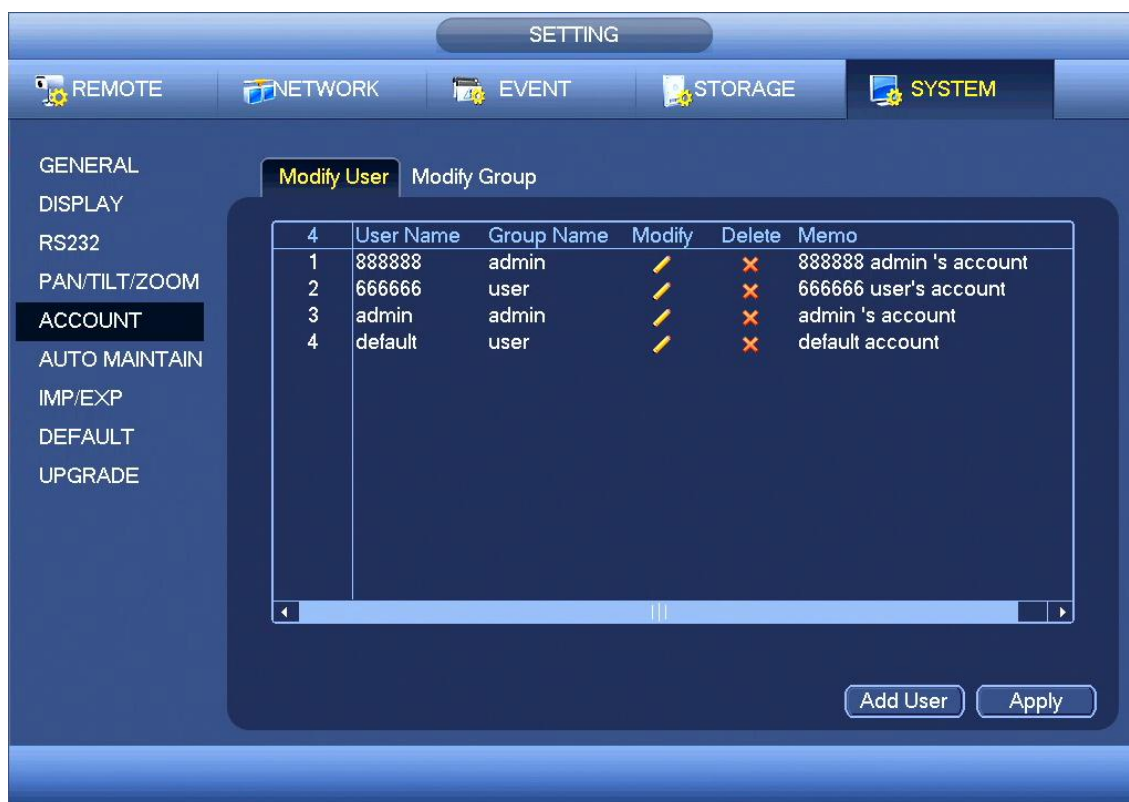 SETTING
REMOTE NETWORK EVENT STORAGE SYSTEM
GENERAL
DISPLAY
RS232
PAN/TILT/ZOOM
ACCOUNT
AUTO MAINTAIN
IMP/EXP
DEFAULT
UPGRADE
Modify User Modify Group
4 User Name Group Name Modify Delete Memo
1 888888 admin 888888 admin 's account
2 666666 user 666666 user's account
3 admin admin admin 's account
4 default user default account
Add User Apply